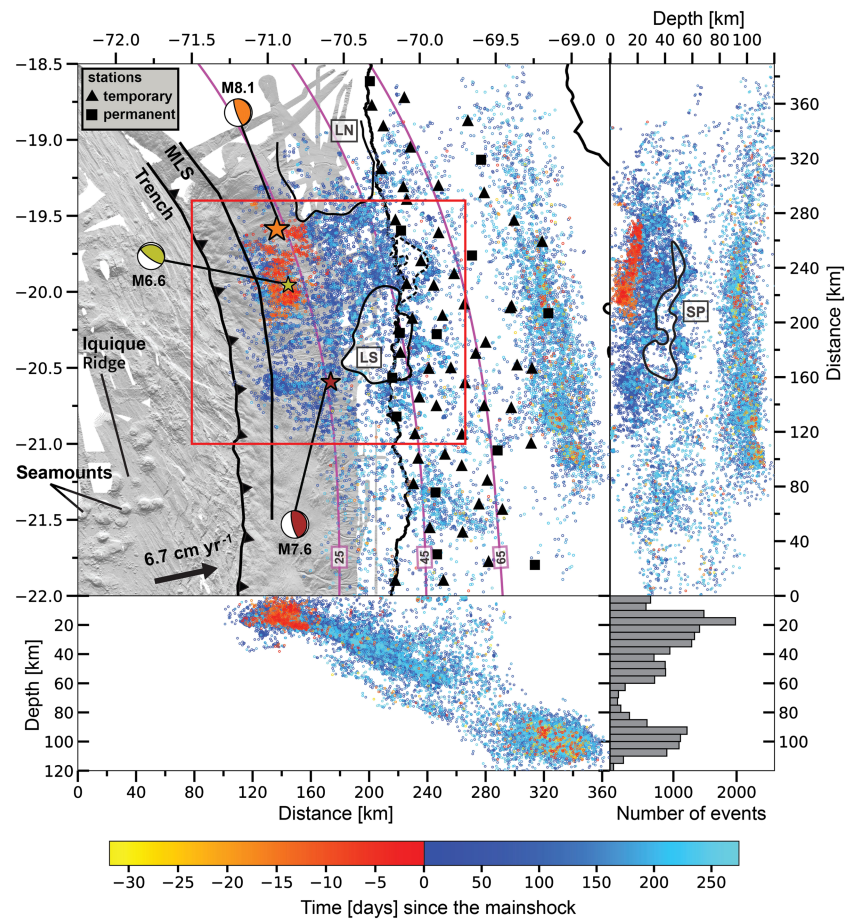 Depth [km]
−72.0 −71.5 −71.0 −70.5 −70.0 −69.5 −69.0 0 20 40 60 80 100
−18.5
stations
temporary
permanent
M8.1
360
LN
−19.0
MLS
320
Trench
−19.5
280
M6.6
240
−20.0
SP
200
Iquique
Ridge
LS
−20.5
160
Distance [km]
−21.0
120
Seamounts
80
−21.5
M7.6
6.7 cm yr⁻¹
25 45 65
40
−22.0
0
20 20
40 40
60 60
80 80
100 100
120
Depth [km]
0 40 80 120 160 200 240 280 320 360 1000 2000
Distance [km] Number of events
−30 −25 −20 −15 −10 −5 0 50 100 150 200 250
Time [days] since the mainshock